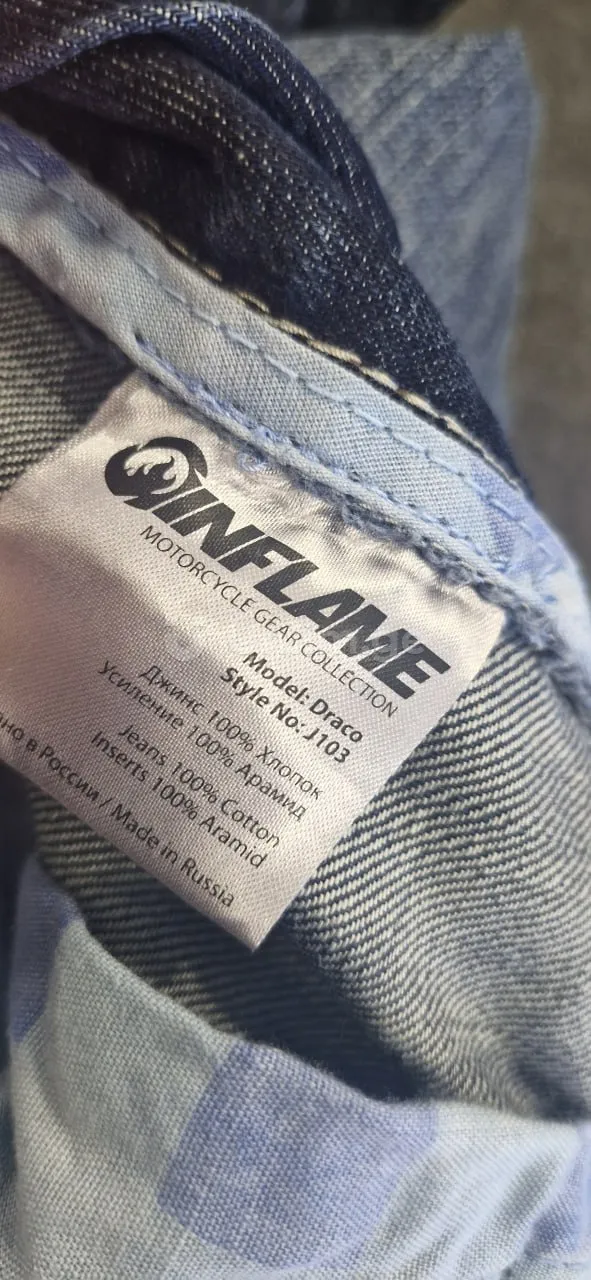 INFLAME
MOTORCYCLE GEAR COLLECTION
Model: Draco
Style No: J103
Джинс 100% Хлопок
Усиление 100% Арамид
Jeans 100% Cotton
Inserts 100% Aramid
в России / Made in Russia